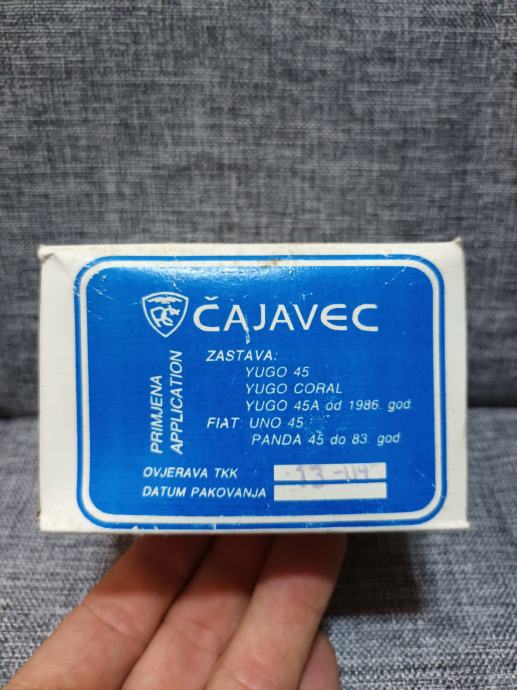 ČAJAVEC
PRIMJENA
APPLICATION
ZASTAVA:
YUGO 45
YUGO CORAL
YUGO 45A od 1986. god.
FIAT: UNO 45
PANDA 45 do 83. god.
OVJERAVA TKK
DATUM PAKOVANJA